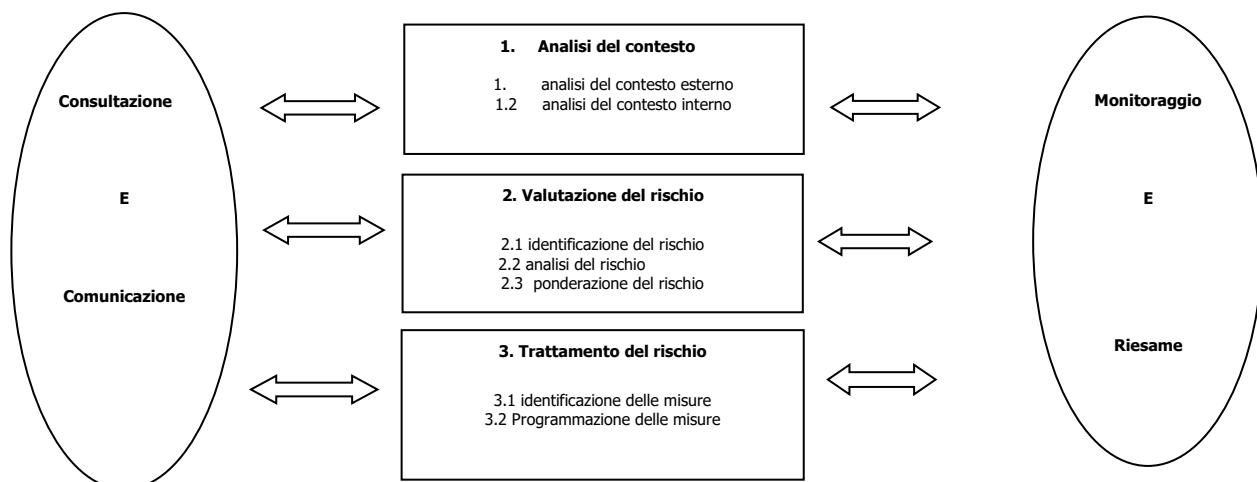 Consultazione
E
Comunicazione
1. Analisi del contesto
1. analisi del contesto esterno
1.2 analisi del contesto interno
2. Valutazione del rischio
2.1 identificazione del rischio
2.2 analisi del rischio
2.3 ponderazione del rischio
3. Trattamento del rischio
3.1 identificazione delle misure
3.2 Programmazione delle misure
Monitoraggio
E
Riesame